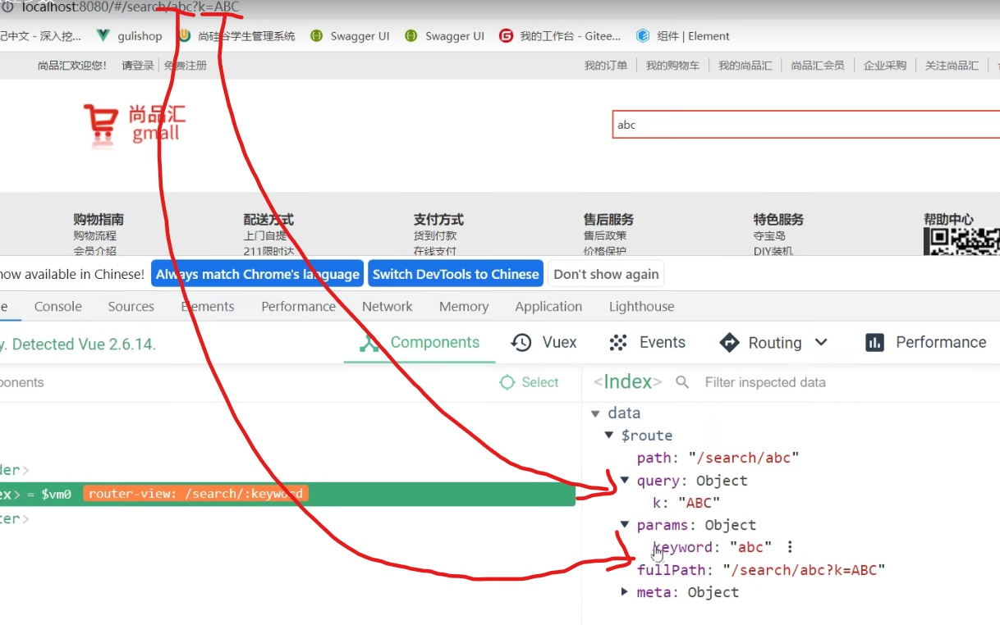 localhost:8080/#/search/abc?k=ABC
记中文 - 深入挖... gulishop 尚硅谷学生管理系统 Swagger UI Swagger UI 我的工作台 - Gitee... 组件 | Element
尚品汇欢迎您! 请登录 免费注册 我的订单 我的购物车 我的尚品汇 尚品汇会员 企业采购 关注尚品汇
尚品汇
gmall
abc
购物指南 配送方式 支付方式 售后服务 特色服务 帮助中心
购物流程 上门自提 货到付款 售后政策 夺宝岛
会员介绍 211限时达 在线支付 价格保护 DIY装机
now available in Chinese! Always match Chrome's language Switch DevTools to Chinese Don't show again
e Console Sources Elements Performance Network Memory Application Lighthouse
y. Detected Vue 2.6.14. Components Vuex Events Routing Performance
ponents Select <Index> Filter inspected data
data
$route
path: "/search/abc"
der>
query: Object
ex> = $vm0 router-view: /search/:keyword
k: "ABC"
ter>
params: Object
keyword: "abc"
fullPath: "/search/abc?k=ABC"
meta: Object